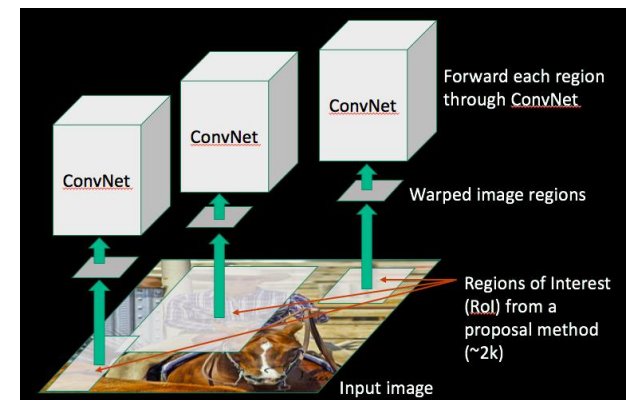 Forward each region
through ConvNet
ConvNet
ConvNet
ConvNet
Warped image regions
Regions of Interest
(RoI) from a
proposal method
(~2k)
Input image